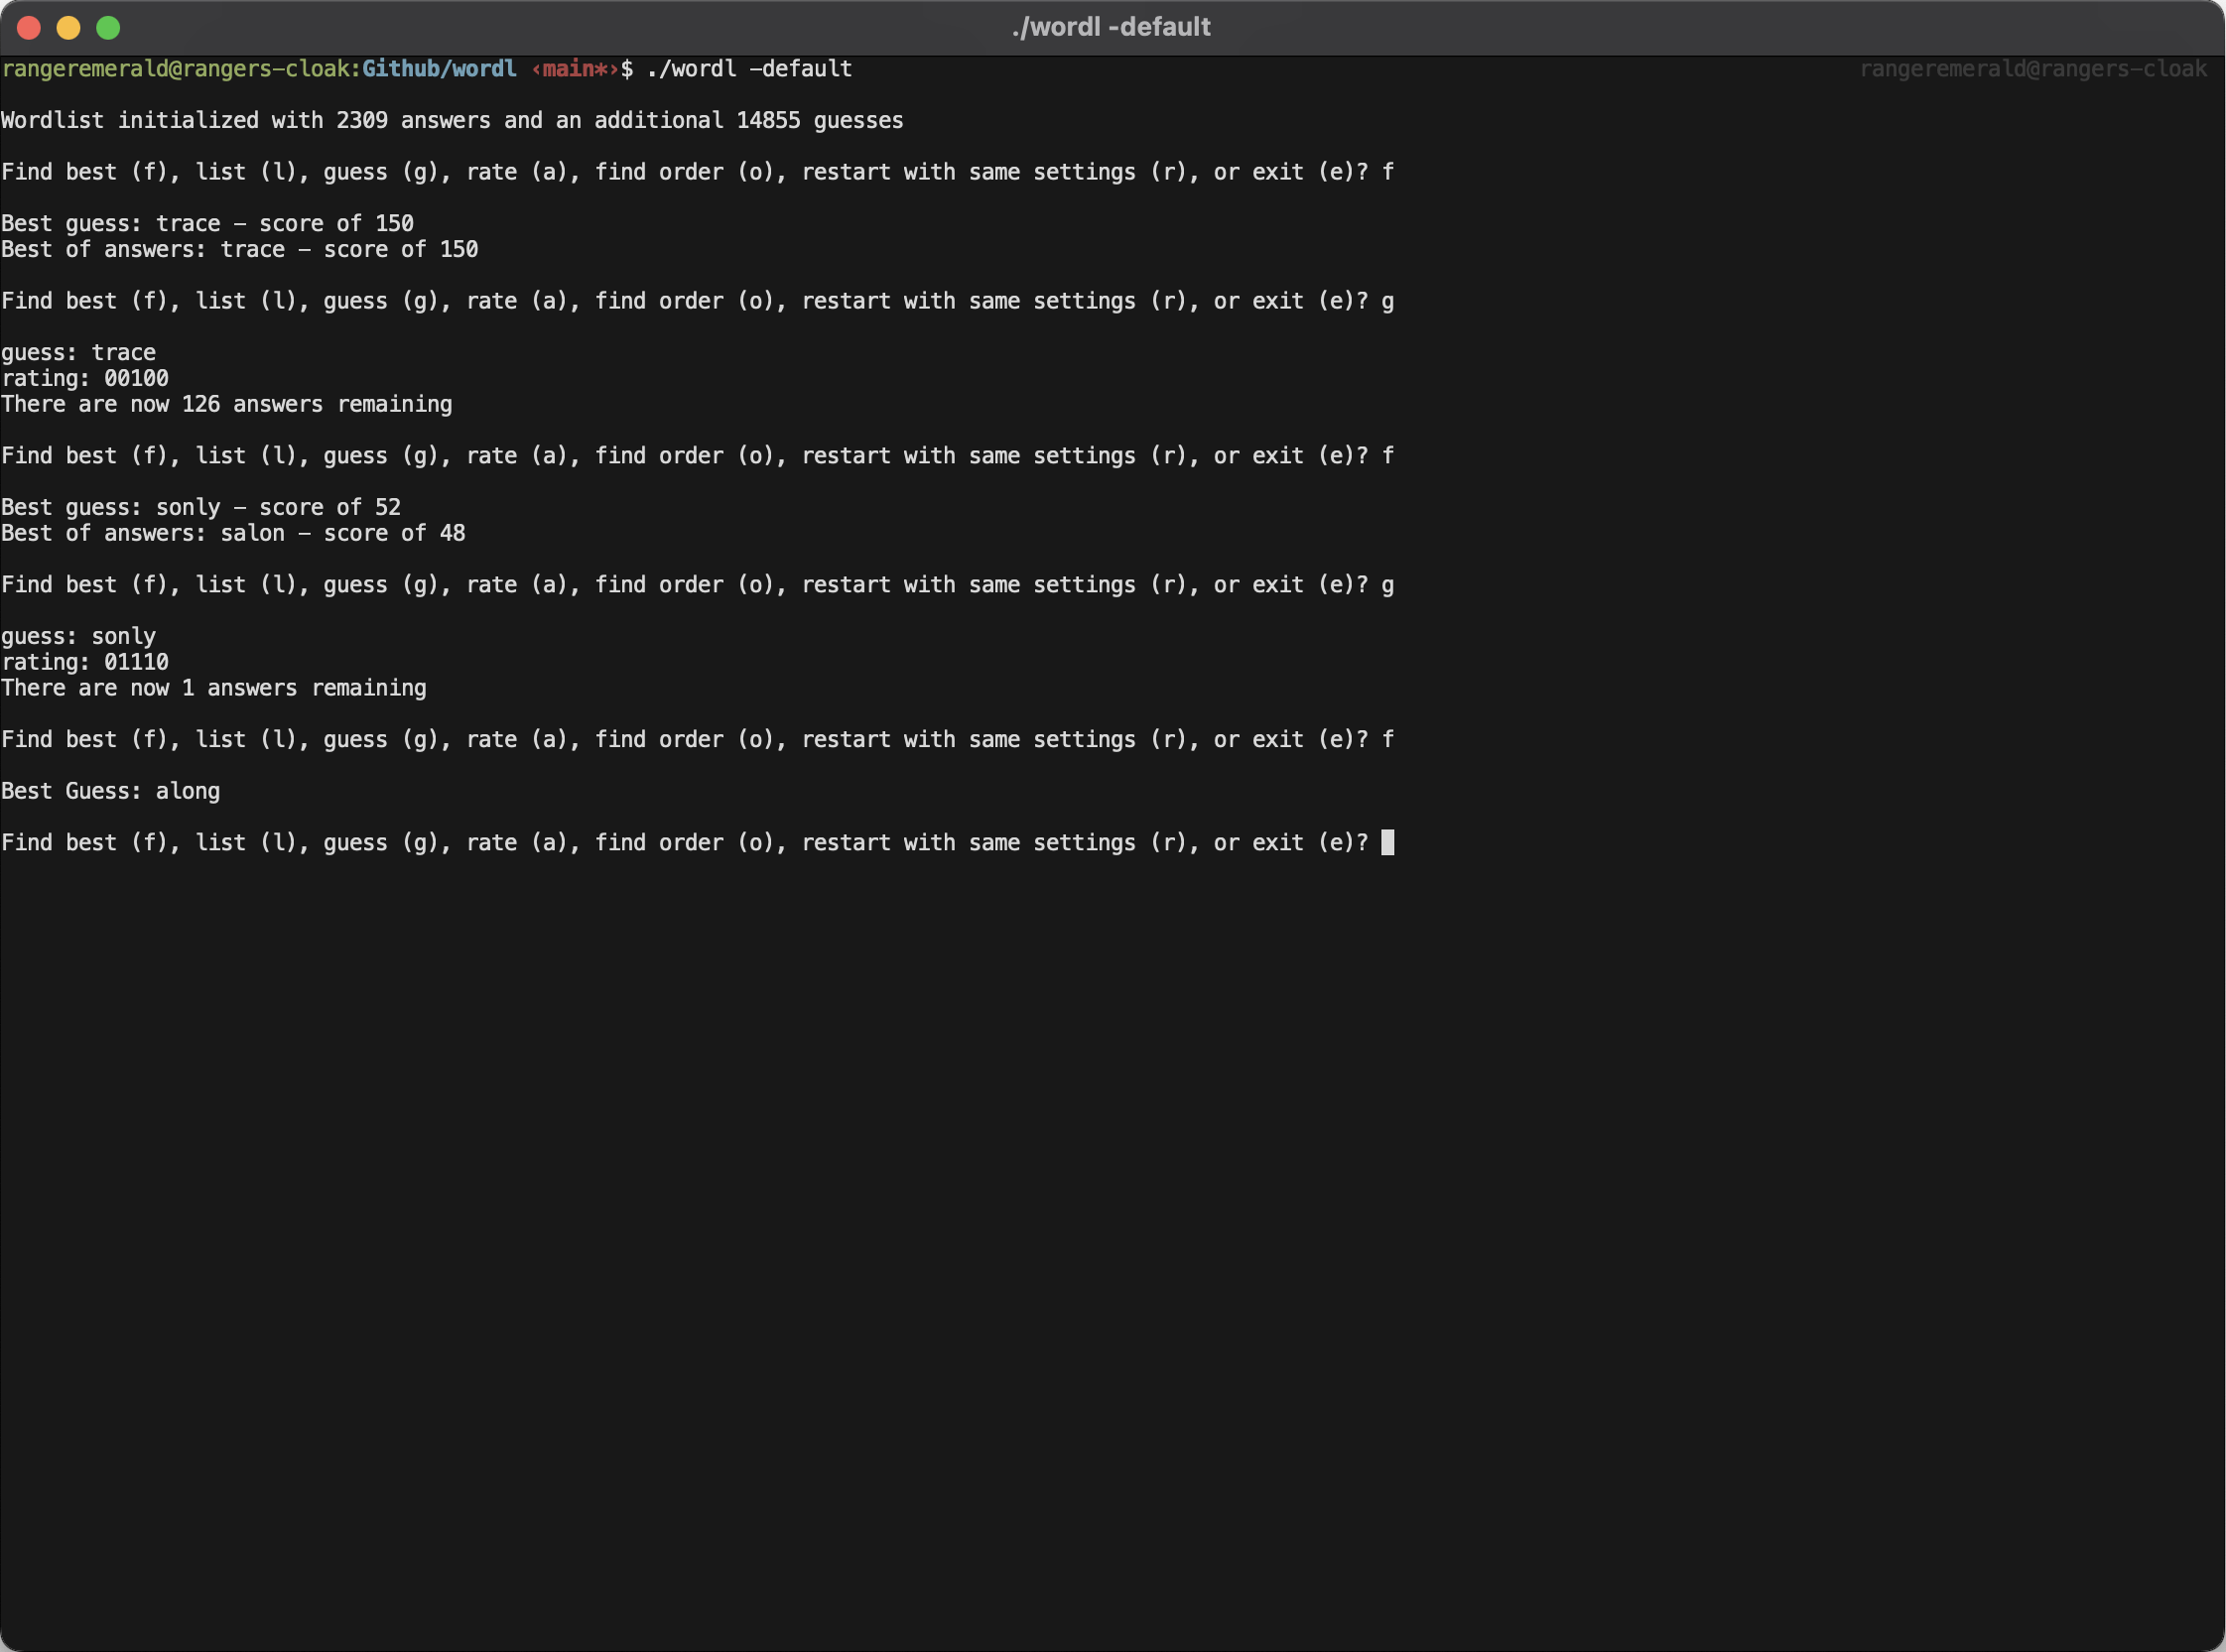 ./wordl -default
rangeremerald@rangers-cloak:Github/wordl ‹main*›$ ./wordl -default rangeremerald@rangers-cloak
Wordlist initialized with 2309 answers and an additional 14855 guesses
Find best (f), list (l), guess (g), rate (a), find order (o), restart with same settings (r), or exit (e)? f
Best guess: trace - score of 150
Best of answers: trace - score of 150
Find best (f), list (l), guess (g), rate (a), find order (o), restart with same settings (r), or exit (e)? g
guess: trace
rating: 00100
There are now 126 answers remaining
Find best (f), list (l), guess (g), rate (a), find order (o), restart with same settings (r), or exit (e)? f
Best guess: sonly - score of 52
Best of answers: salon - score of 48
Find best (f), list (l), guess (g), rate (a), find order (o), restart with same settings (r), or exit (e)? g
guess: sonly
rating: 01110
There are now 1 answers remaining
Find best (f), list (l), guess (g), rate (a), find order (o), restart with same settings (r), or exit (e)? f
Best Guess: along
Find best (f), list (l), guess (g), rate (a), find order (o), restart with same settings (r), or exit (e)?